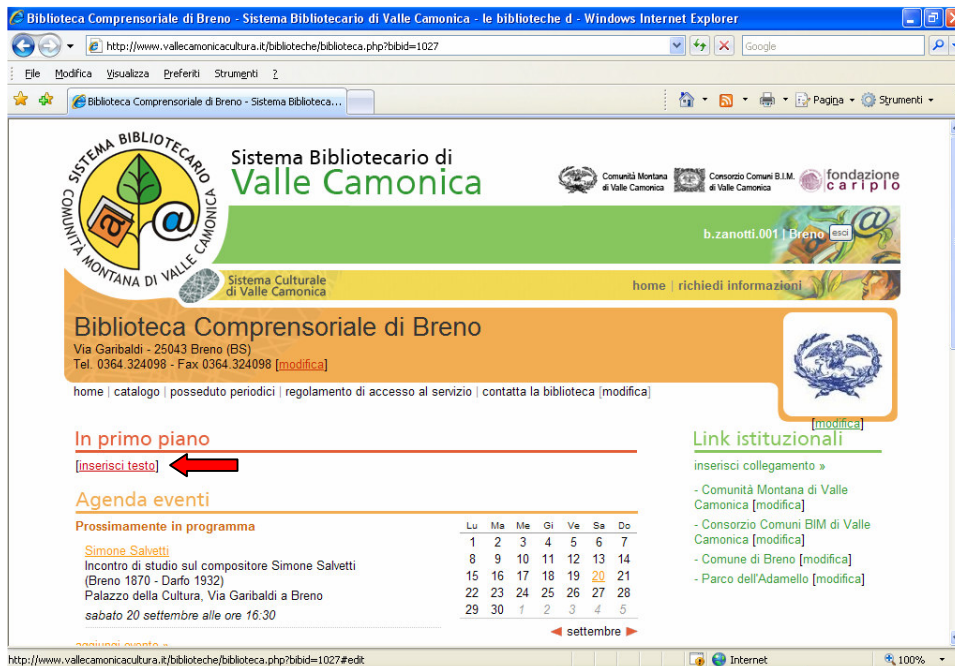 Biblioteca Comprensoriale di Breno - Sistema Bibliotecario di Valle Camonica - le biblioteche d - Windows Internet Explorer
http://www.vallecamonicacultura.it/biblioteche/biblioteca.php?bibid=1027
Google
File Modifica Visualizza Preferiti Strumenti ?
Biblioteca Comprensoriale di Breno - Sistema Biblioteca...
Pagina
Strumenti
SISTEMA BIBLIOTECARIO
COMUNITÀ MONTANA DI VALLE CAMONICA
a @
Sistema Bibliotecario di
Valle Camonica
Comunità Montana
di Valle Camonica
Consorzio Comuni B.I.M.
di Valle Camonica
fondazione
cariplo
b.zanotti.001 | Breno esci
@
Sistema Culturale
di Valle Camonica
home | richiedi informazioni
Biblioteca Comprensoriale di Breno
Via Garibaldi - 25043 Breno (BS)
Tel. 0364.324098 - Fax 0364.324098 [modifica]
home | catalogo | posseduto periodici | regolamento di accesso al servizio | contatta la biblioteca [modifica]
[modifica]
In primo piano
[inserisci testo]
Agenda eventi
Prossimamente in programma
Simone Salvetti
Incontro di studio sul compositore Simone Salvetti
(Breno 1870 - Darfo 1932)
Palazzo della Cultura, Via Garibaldi a Breno
sabato 20 settembre alle ore 16:30
aggiungi evento »
Lu Ma Me Gi Ve Sa Do
1 2 3 4 5 6 7
8 9 10 11 12 13 14
15 16 17 18 19 20 21
22 23 24 25 26 27 28
29 30 1 2 3 4 5
settembre
Link istituzionali
inserisci collegamento »
- Comunità Montana di Valle
Camonica [modifica]
- Consorzio Comuni BIM di Valle
Camonica [modifica]
- Comune di Breno [modifica]
- Parco dell'Adamello [modifica]
http://www.vallecamonicacultura.it/biblioteche/biblioteca.php?bibid=1027#edit
Internet
100%